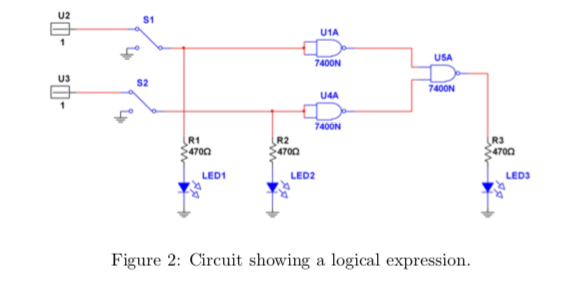 U2
1
S1
U1A
7400N
U5A
7400N
U3
1
S2
U4A
7400N
R1
470Ω
LED1
R2
470Ω
LED2
R3
470Ω
LED3
Figure 2: Circuit showing a logical expression.